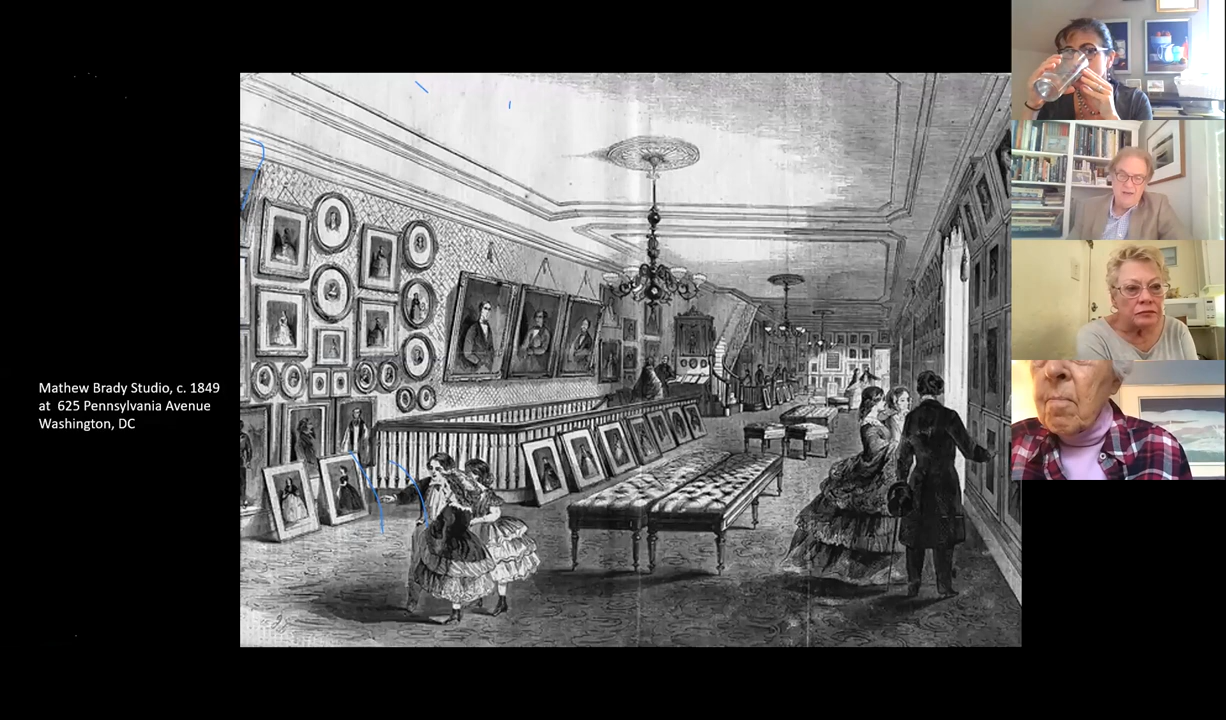 Mathew Brady Studio, c. 1849
at 625 Pennsylvania Avenue
Washington, DC